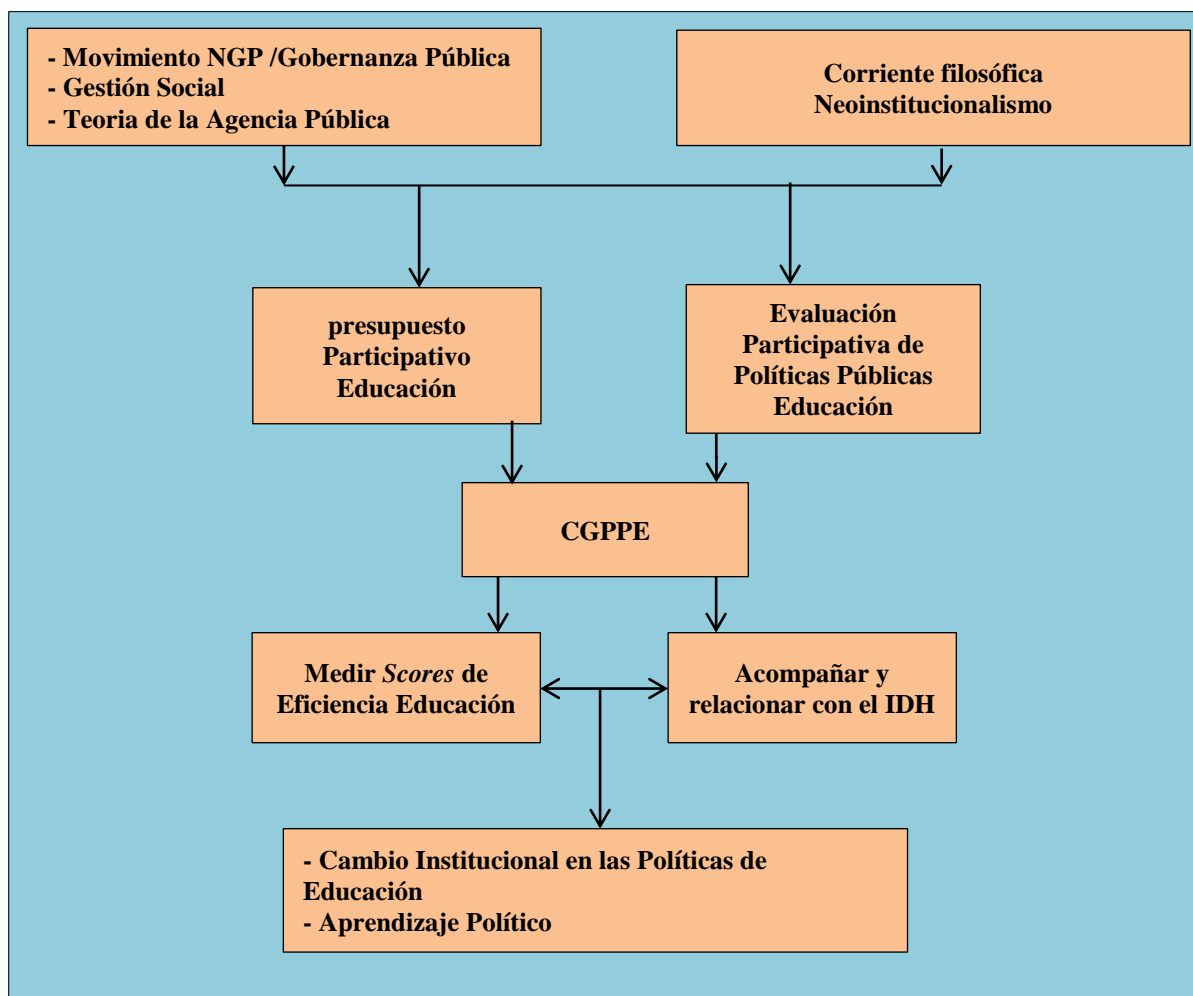 - Movimiento NGP /Gobernanza Pública
- Gestión Social
- Teoria de la Agencia Pública
Corriente filosófica
Neoinstitucionalismo
presupuesto
Participativo
Educación
Evaluación
Participativa de
Políticas Públicas
Educación
CGPPE
Medir Scores de
Eficiencia Educación
Acompañar y
relacionar con el IDH
- Cambio Institucional en las Políticas de
Educación
- Aprendizaje Político